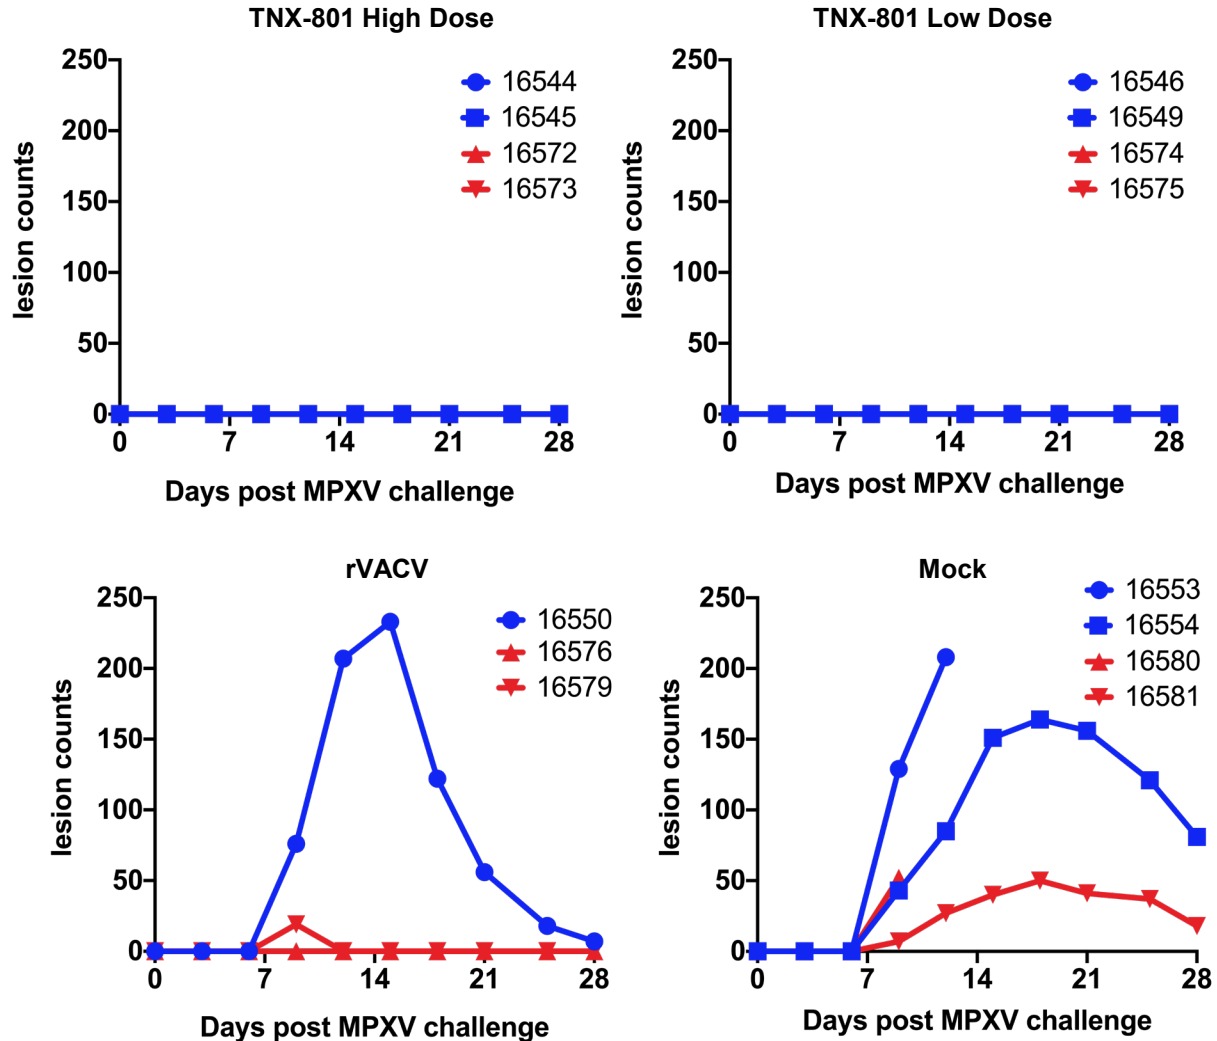 TNX-801 High Dose
250
200
150
100
50
0
lesion counts
16544
16545
16572
16573
0 7 14 21 28
Days post MPXV challenge
TNX-801 Low Dose
250
200
150
100
50
0
lesion counts
16546
16549
16574
16575
0 7 14 21 28
Days post MPXV challenge
rVACV
250
200
150
100
50
0
lesion counts
16550
16576
16579
0 7 14 21 28
Days post MPXV challenge
Mock
250
200
150
100
50
0
lesion counts
16553
16554
16580
16581
0 7 14 21 28
Days post MPXV challenge